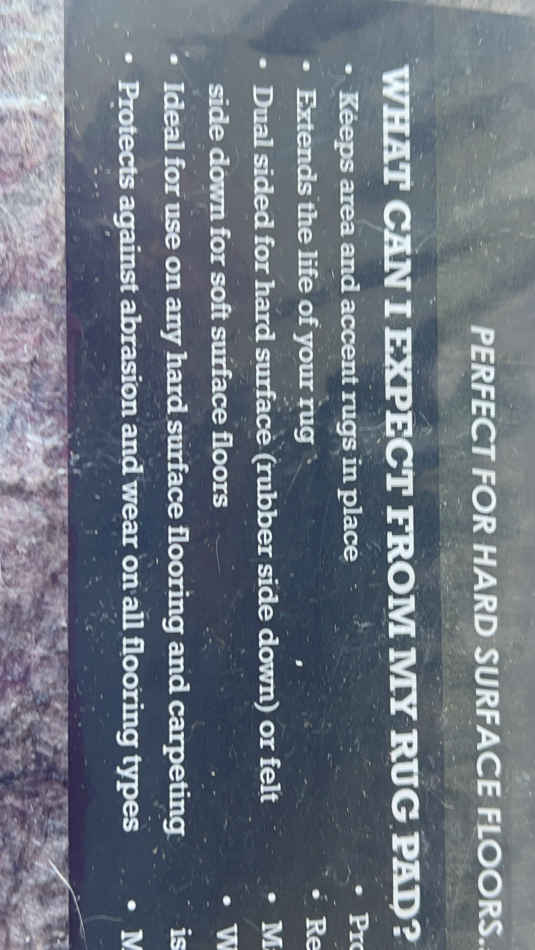 PERFECT FOR HARD SURFACE FLOORS.
WHAT CAN I EXPECT FROM MY RUG PAD?
• Keeps area and accent rugs in place
• Extends the life of your rug
• Dual sided for hard surface (rubber side down) or felt
side down for soft surface floors
• Ideal for use on any hard surface flooring and carpeting
• Protects against abrasion and wear on all flooring types